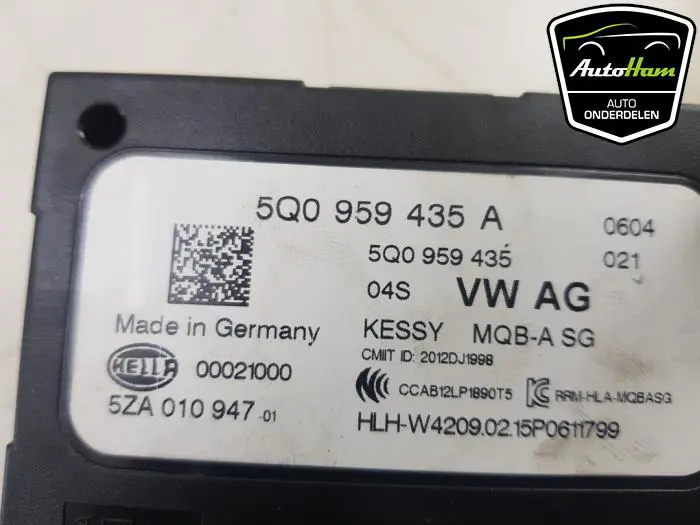 AutoHam
AUTO
ONDERDELEN
5Q0 959 435 A 0604
5Q0 959 435 021
04S VW AG
Made in Germany KESSY MQB-A SG
CMIIT ID: 2012DJ1998
HELLA 00021000 CCAB12LP1890T5 RRM-HLA-MQBASG
5ZA 010 947-01 HLH-W4209.02.15P0611799